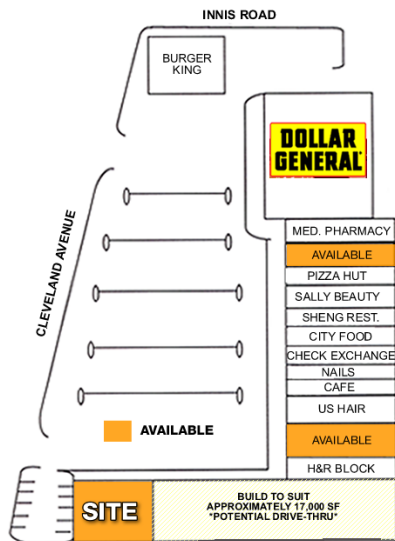 INNIS ROAD
BURGER
KING
DOLLAR
GENERAL
MED. PHARMACY
AVAILABLE
PIZZA HUT
SALLY BEAUTY
SHENG REST.
CITY FOOD
CHECK EXCHANGE
NAILS
CAFE
US HAIR
AVAILABLE
H&R BLOCK
CLEVELAND AVENUE
AVAILABLE
SITE
BUILD TO SUIT
APPROXIMATELY 17,000 SF
*POTENTIAL DRIVE-THRU*